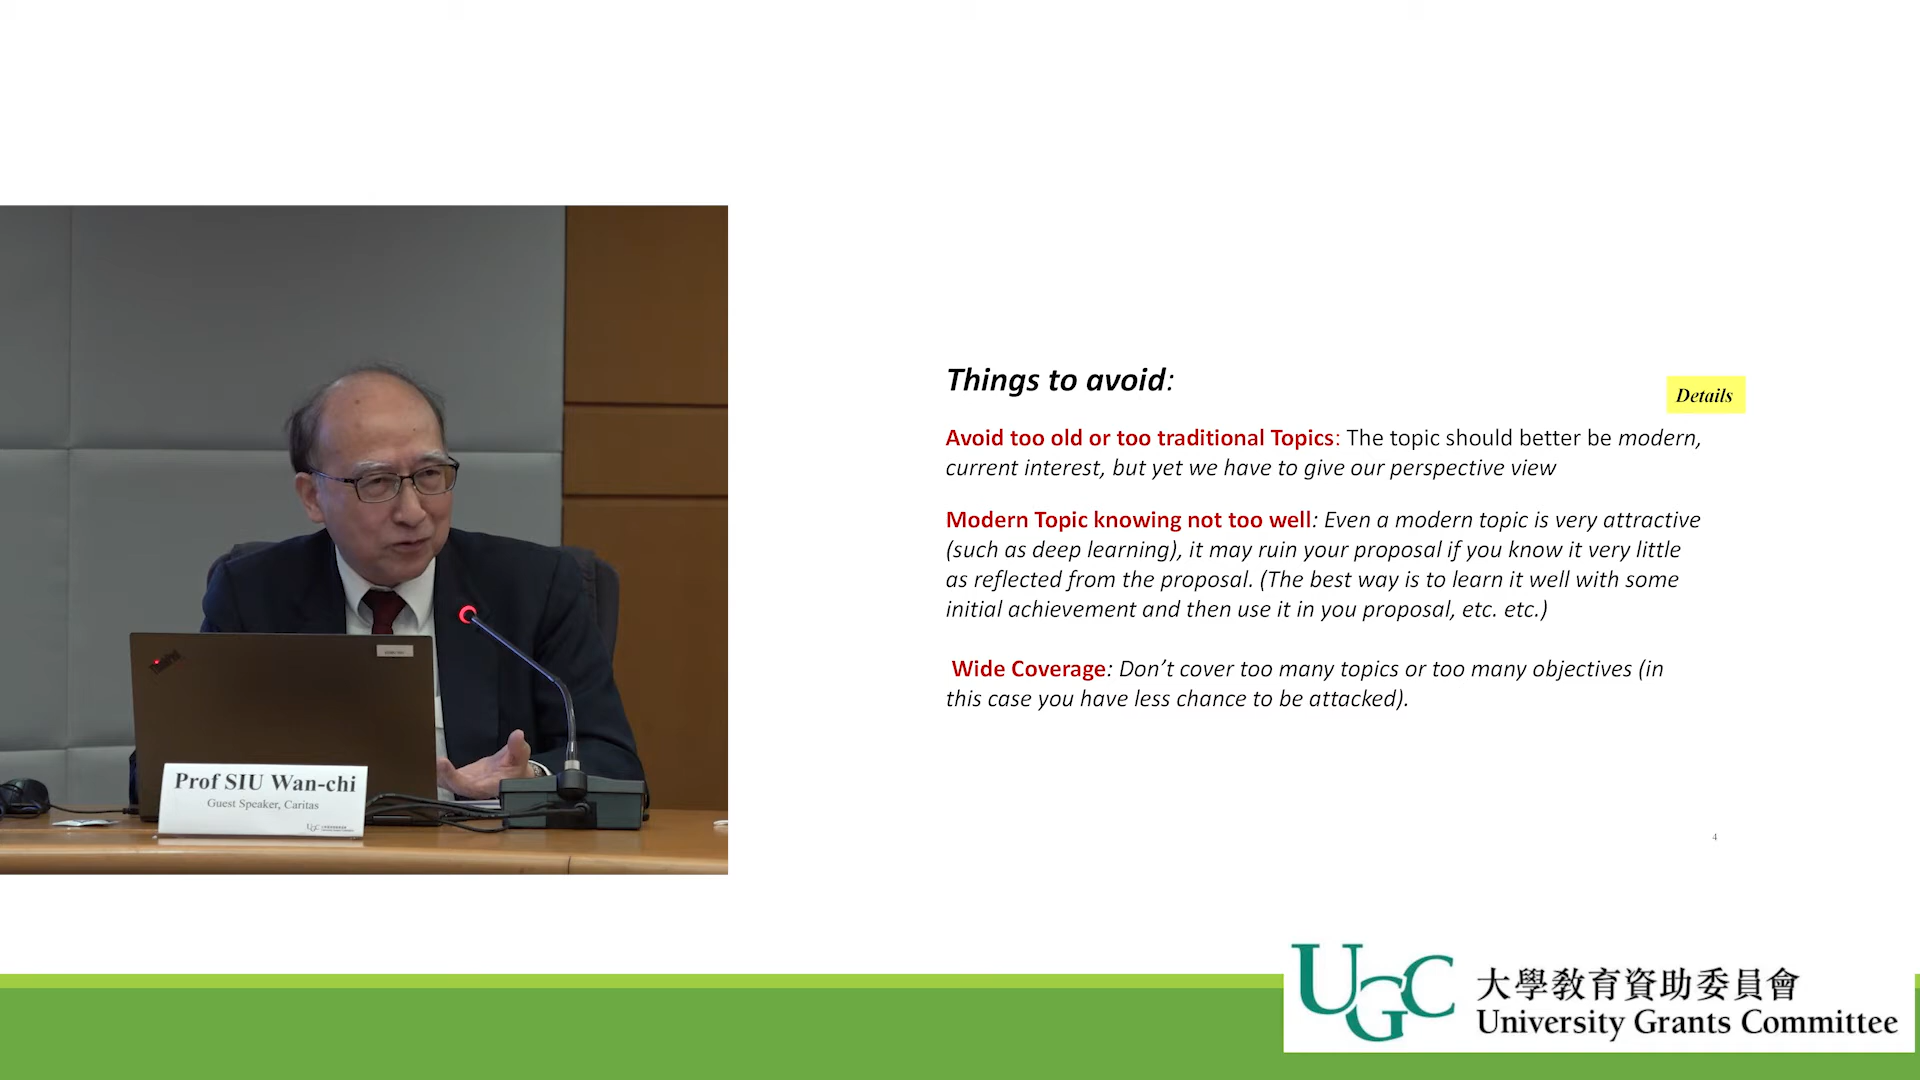 Things to avoid:
Details
Avoid too old or too traditional Topics: The topic should better be modern,
current interest, but yet we have to give our perspective view
Modern Topic knowing not too well: Even a modern topic is very attractive
(such as deep learning), it may ruin your proposal if you know it very little
as reflected from the proposal. (The best way is to learn it well with some
initial achievement and then use it in you proposal, etc. etc.)
Wide Coverage: Don’t cover too many topics or too many objectives (in
this case you have less chance to be attacked).
4
ThinkPad
Prof SIU Wan-chi
Guest Speaker, Caritas
UGC
UGC
大學教育資助委員會
University Grants Committee